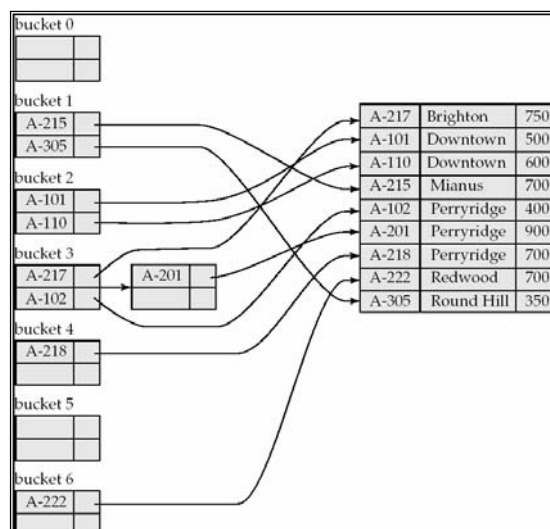 bucket 0
bucket 1
A-215
A-305
bucket 2
A-101
A-110
bucket 3
A-217
A-102
A-201
bucket 4
A-218
bucket 5
bucket 6
A-222
A-217 Brighton 750
A-101 Downtown 500
A-110 Downtown 600
A-215 Mianus 700
A-102 Perryridge 400
A-201 Perryridge 900
A-218 Perryridge 700
A-222 Redwood 700
A-305 Round Hill 350